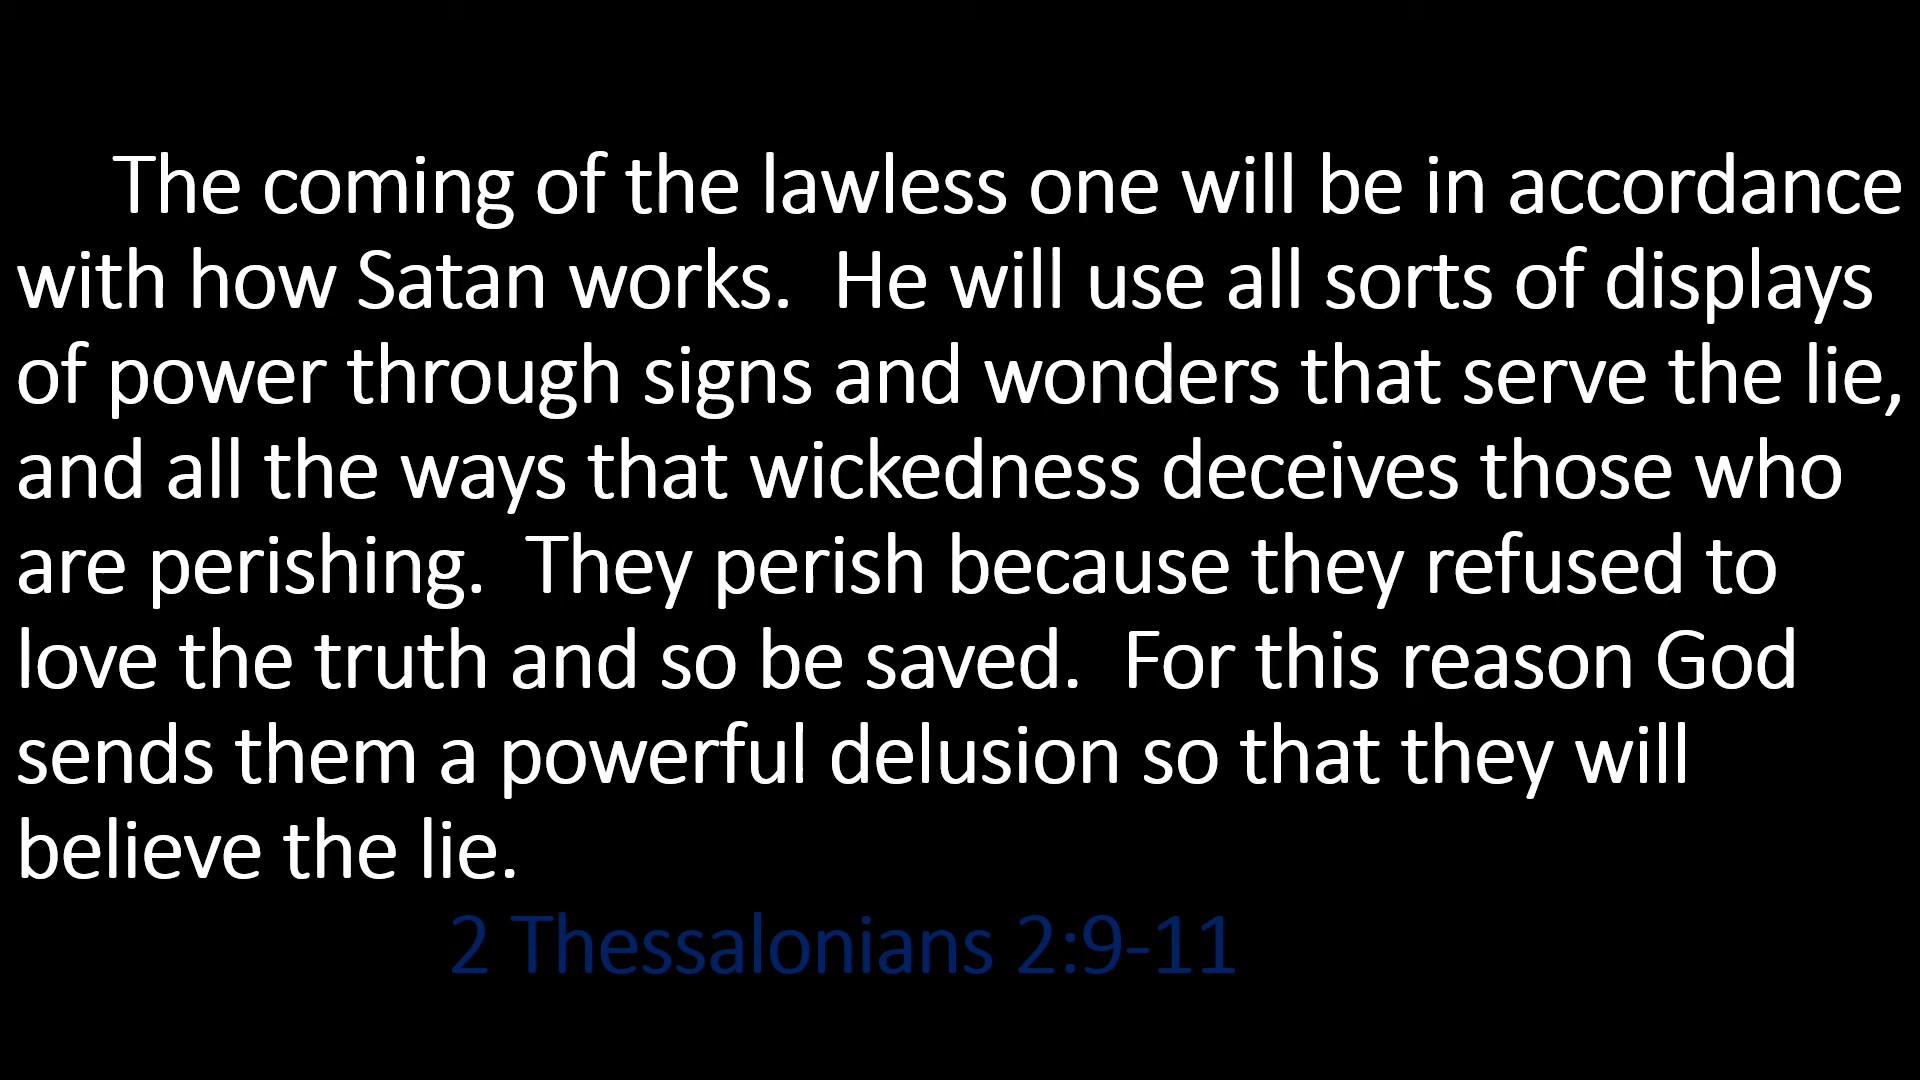 The coming of the lawless one will be in accordance
with how Satan works.  He will use all sorts of displays
of power through signs and wonders that serve the lie,
and all the ways that wickedness deceives those who
are perishing.  They perish because they refused to
love the truth and so be saved.  For this reason God
sends them a powerful delusion so that they will
believe the lie.
2 Thessalonians 2:9-11